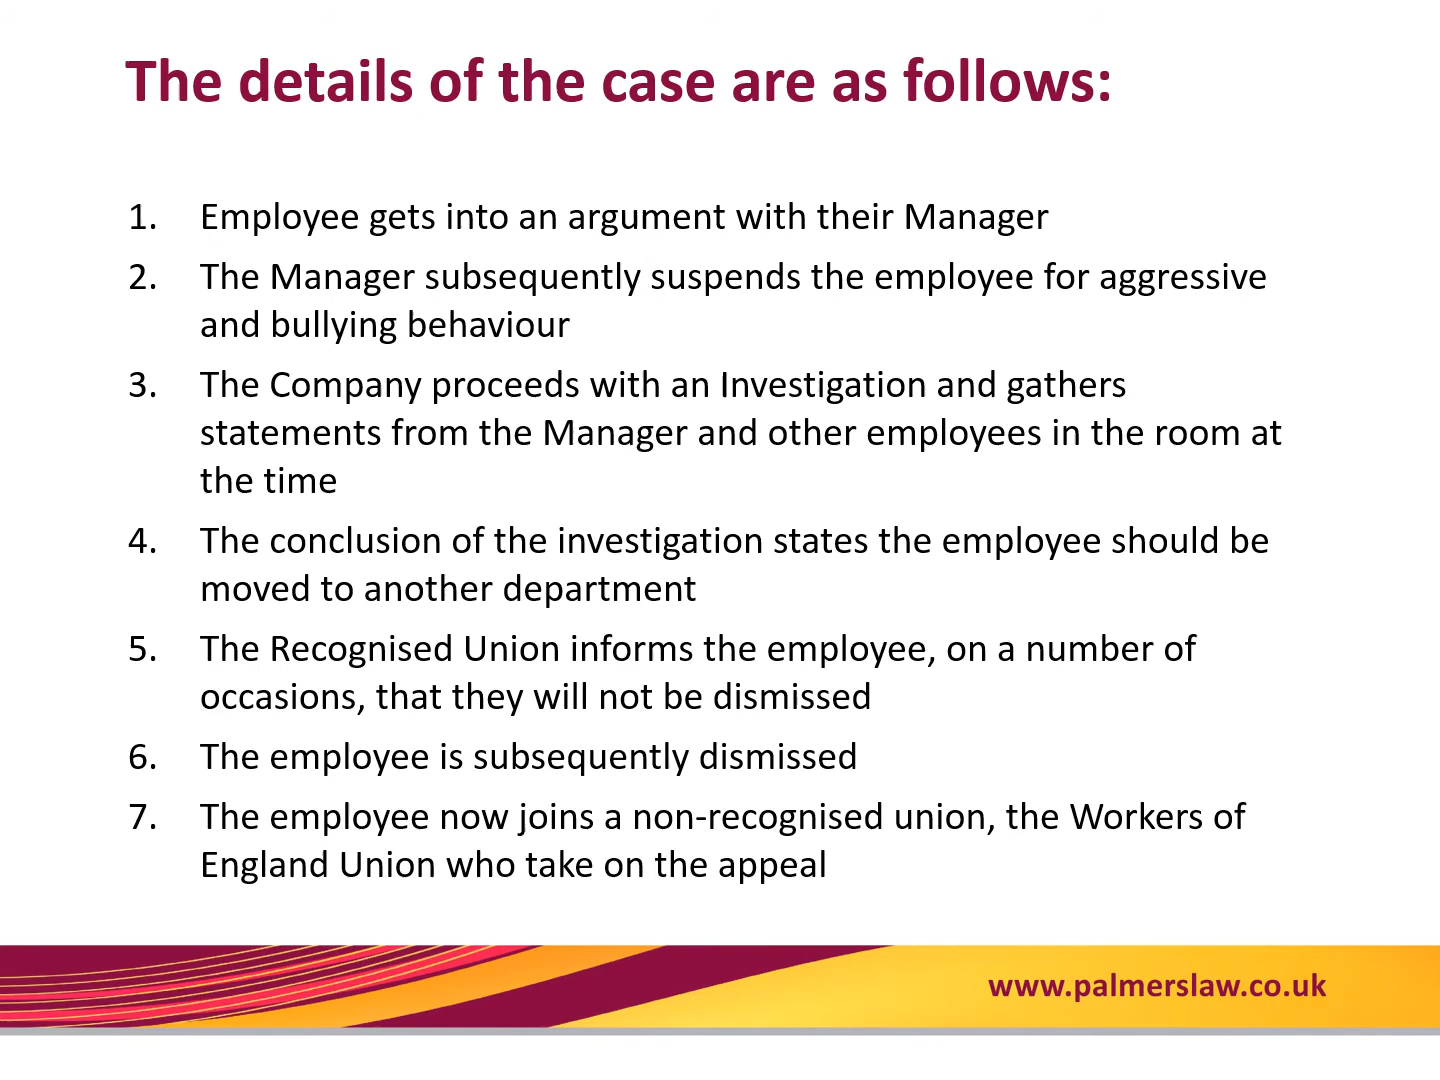 The details of the case are as follows:
1. Employee gets into an argument with their Manager
2. The Manager subsequently suspends the employee for aggressive
and bullying behaviour
3. The Company proceeds with an Investigation and gathers
statements from the Manager and other employees in the room at
the time
4. The conclusion of the investigation states the employee should be
moved to another department
5. The Recognised Union informs the employee, on a number of
occasions, that they will not be dismissed
6. The employee is subsequently dismissed
7. The employee now joins a non-recognised union, the Workers of
England Union who take on the appeal
www.palmerslaw.co.uk